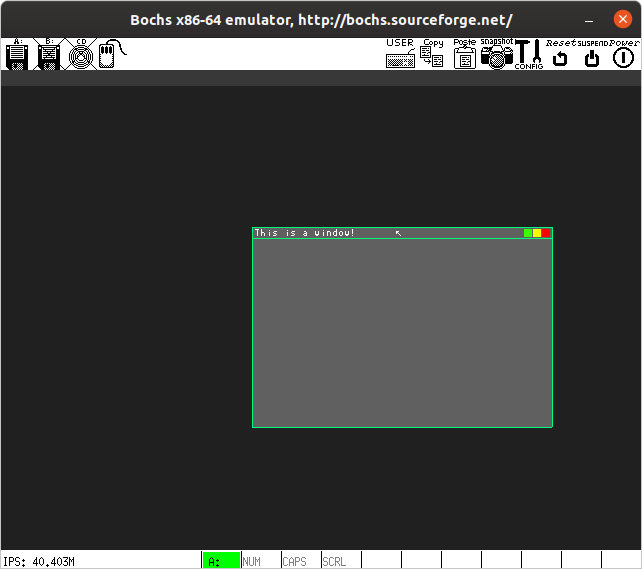 Bochs x86-64 emulator, http://bochs.sourceforge.net/
A: B: CD USER Copy Paste snapshot CONFIG Reset SUSPEND Power
This is a window!
IPS: 40.403M A: NUM CAPS SCRL